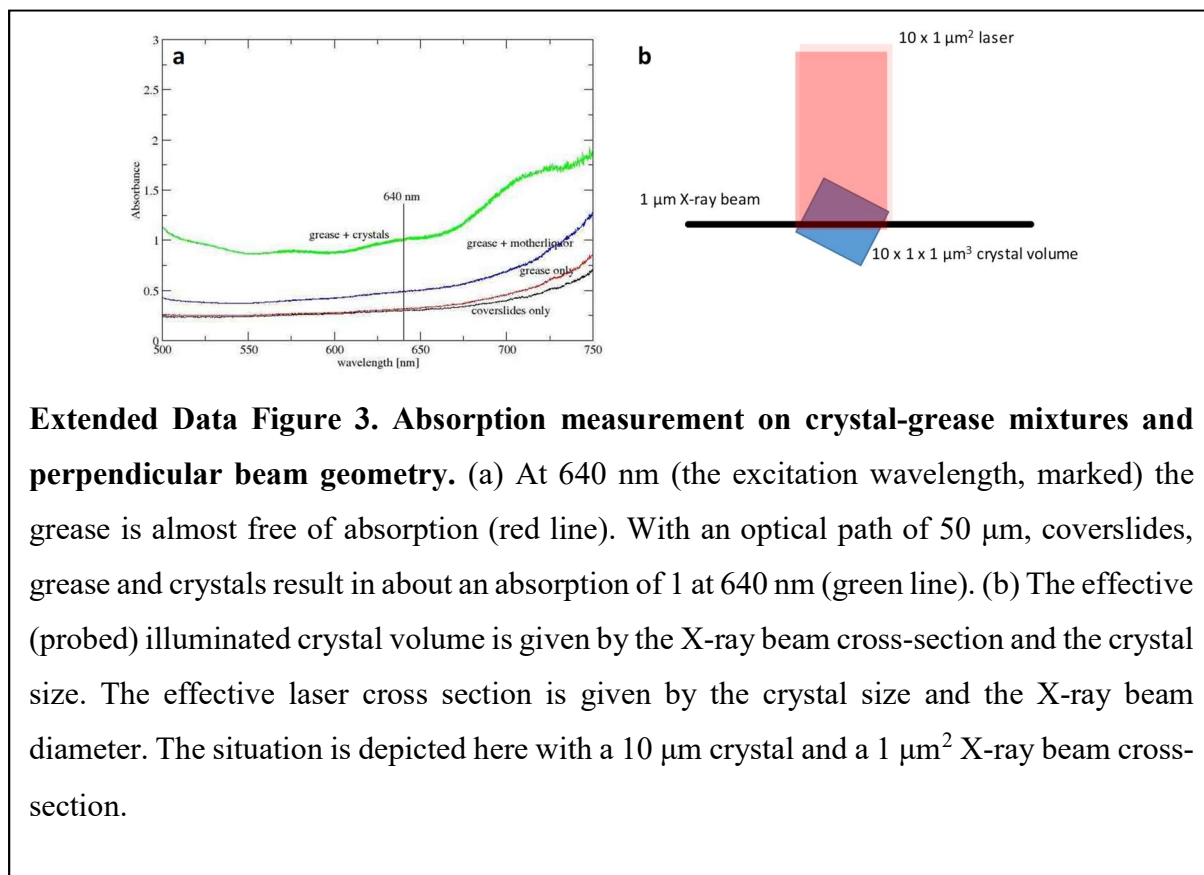 a
3
2.5
2
1.5
1
0.5
0
500
550
600
650
700
750
Absorbance
wavelength [nm]
640 nm
grease + crystals
grease + motherliquor
grease only
coverslides only
b
10 x 1 µm² laser
1 µm X-ray beam
10 x 1 x 1 µm³ crystal volume
Extended Data Figure 3. Absorption measurement on crystal-grease mixtures and
perpendicular beam geometry. (a) At 640 nm (the excitation wavelength, marked) the
grease is almost free of absorption (red line). With an optical path of 50 µm, coverslides,
grease and crystals result in about an absorption of 1 at 640 nm (green line). (b) The effective
(probed) illuminated crystal volume is given by the X-ray beam cross-section and the crystal
size. The effective laser cross section is given by the crystal size and the X-ray beam
diameter. The situation is depicted here with a 10 µm crystal and a 1 µm² X-ray beam cross-
section.